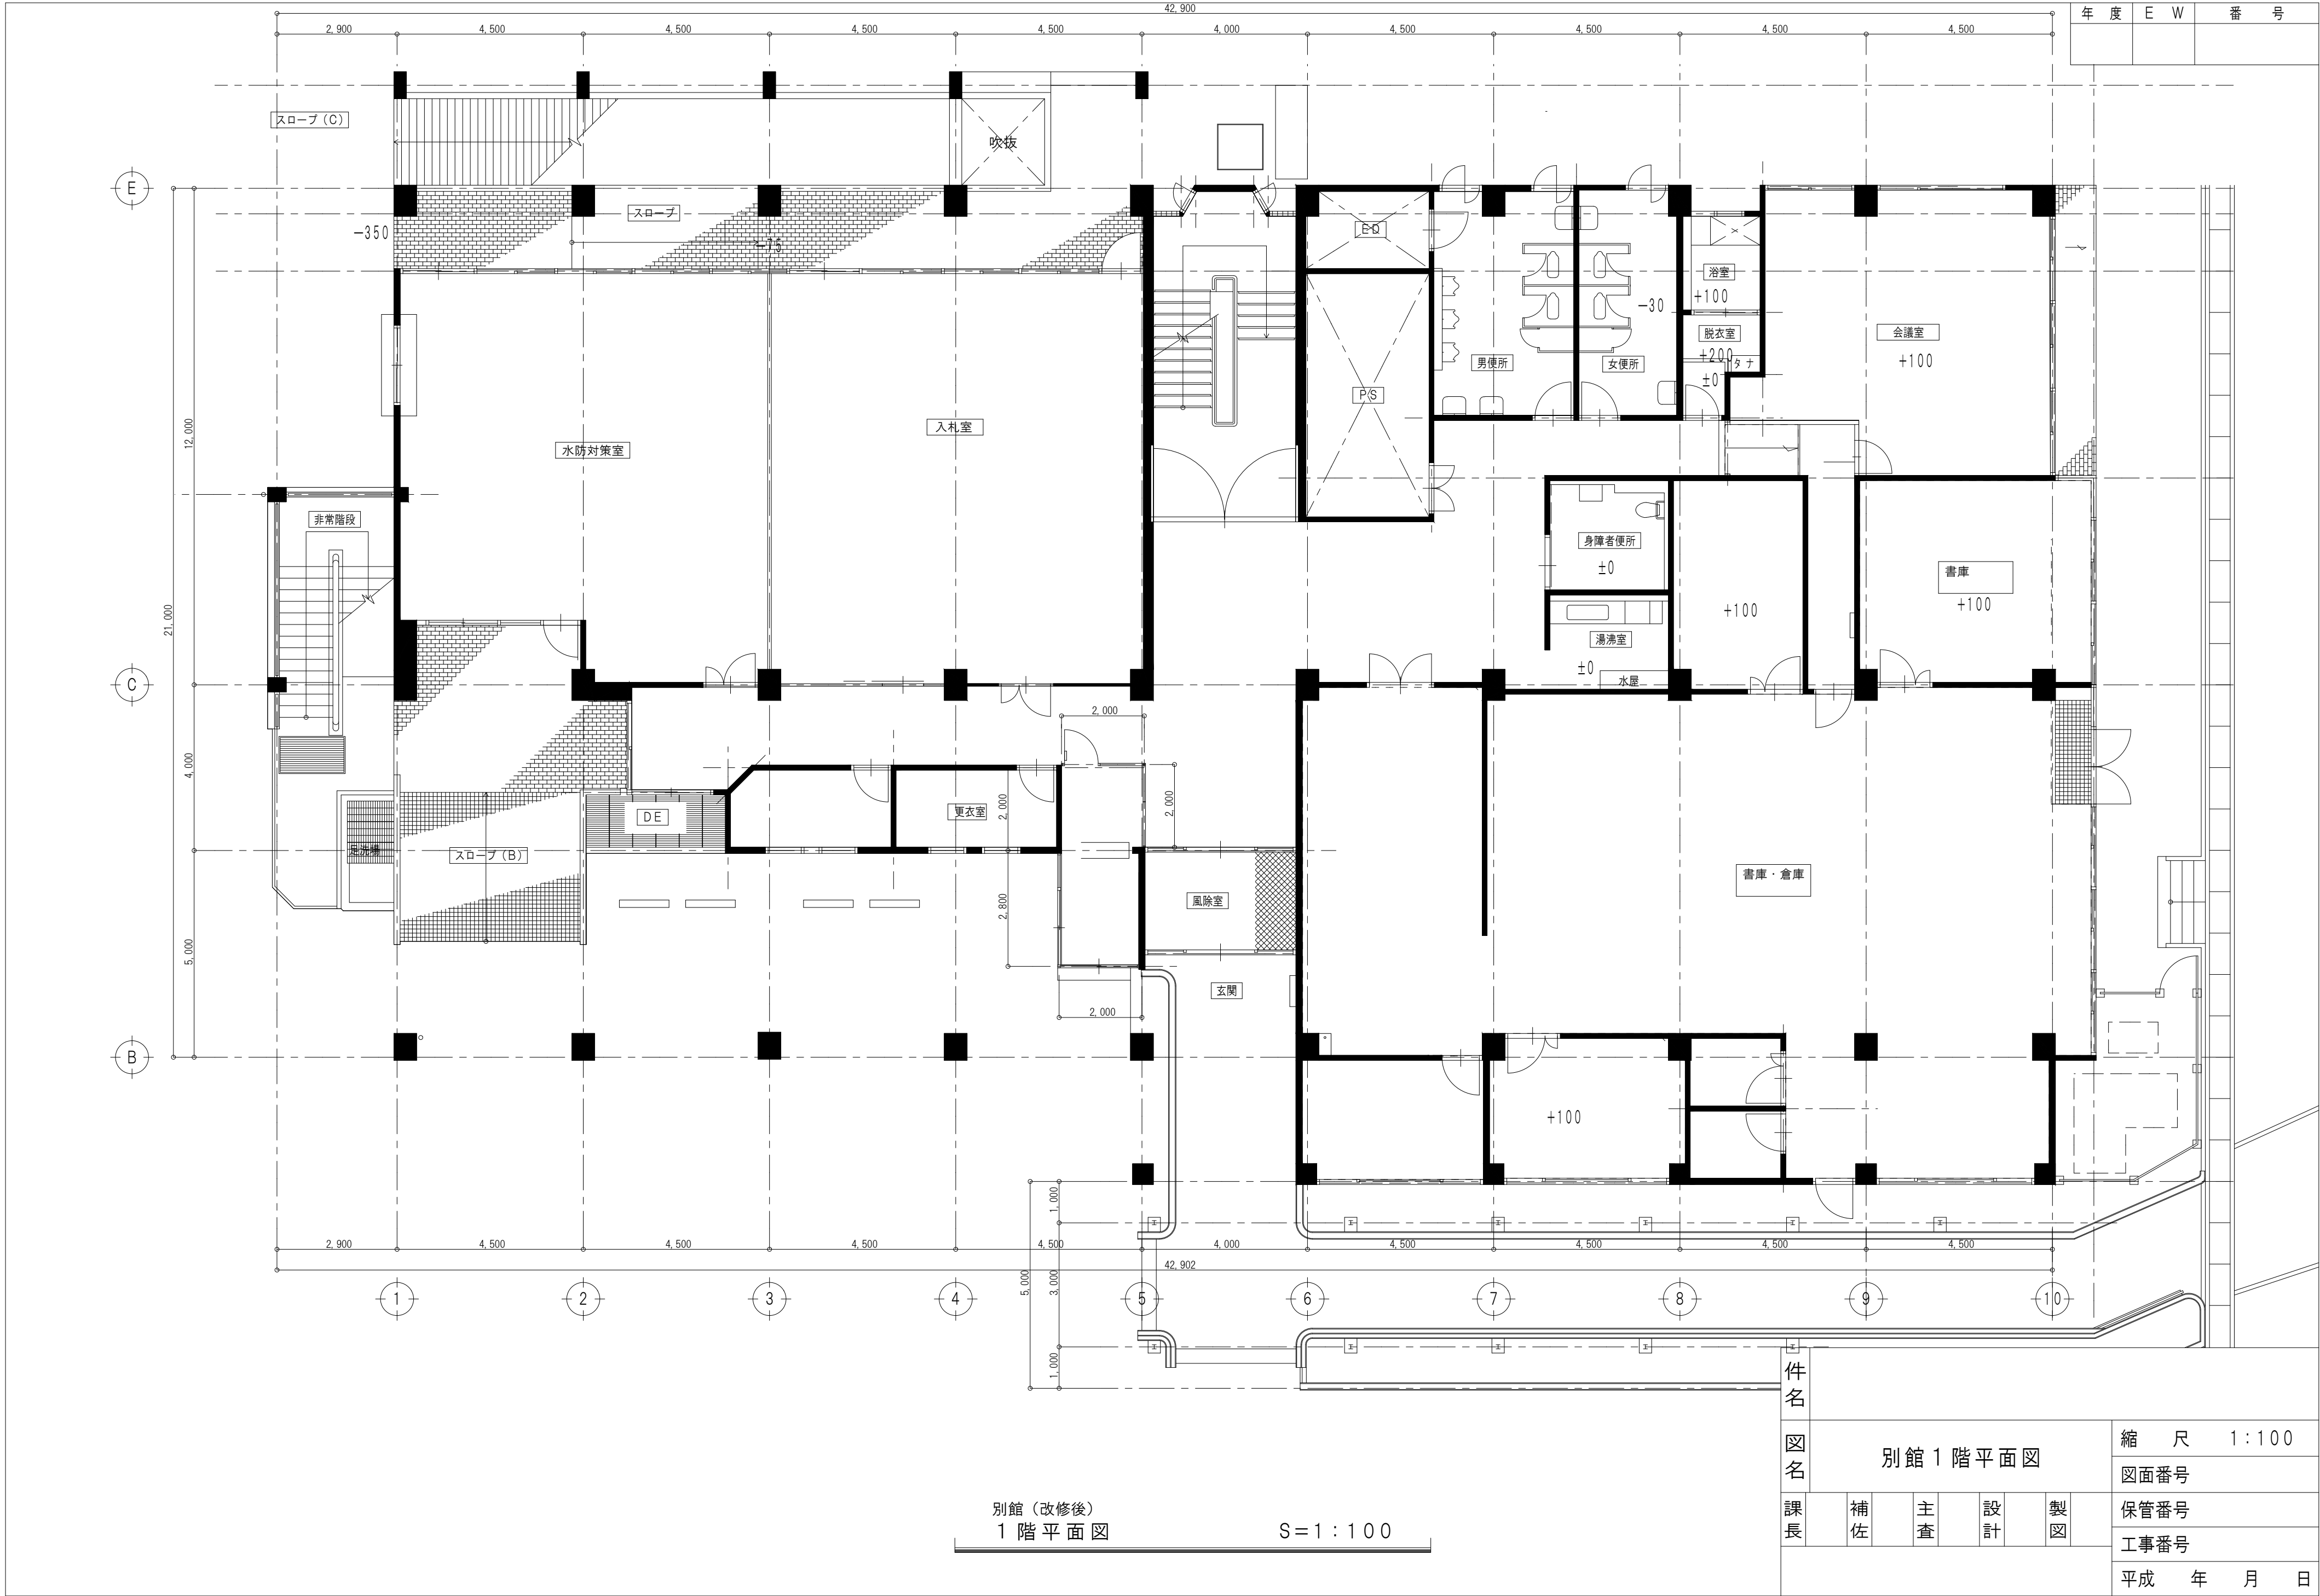 42,900
年 度 E W 番 号
2,900 4,500 4,500 4,500 4,500 4,000 4,500 4,500 4,500 4,500
スロープ（C）
吹抜
E
スロープ
-350
-75
ED
浴室
+100
-30
脱衣室
+200
タナ
±0
会議室
+100
男便所
女便所
PS
12,000
入札室
水防対策室
非常階段
身障者便所
±0
書庫
+100
+100
21,000
湯沸室
±0
水屋
C
2,000
4,000
2,000
2,000
DE
更衣室
足洗場
スロープ（B）
書庫・倉庫
風除室
2,800
5,000
玄関
2,000
B
+100
1,000
2,900 4,500 4,500 4,500 4,500 4,000 4,500 4,500 4,500 4,500
42,902
5,000
3,000
1 2 3 4 5 6 7 8 9 10
1,000
件名
図名
別館1階平面図
縮 尺 1:100
図面番号
課長 補佐 主査 設計 製図
保管番号
工事番号
平成 年 月 日
別館（改修後）
1階平面図 S=1:100